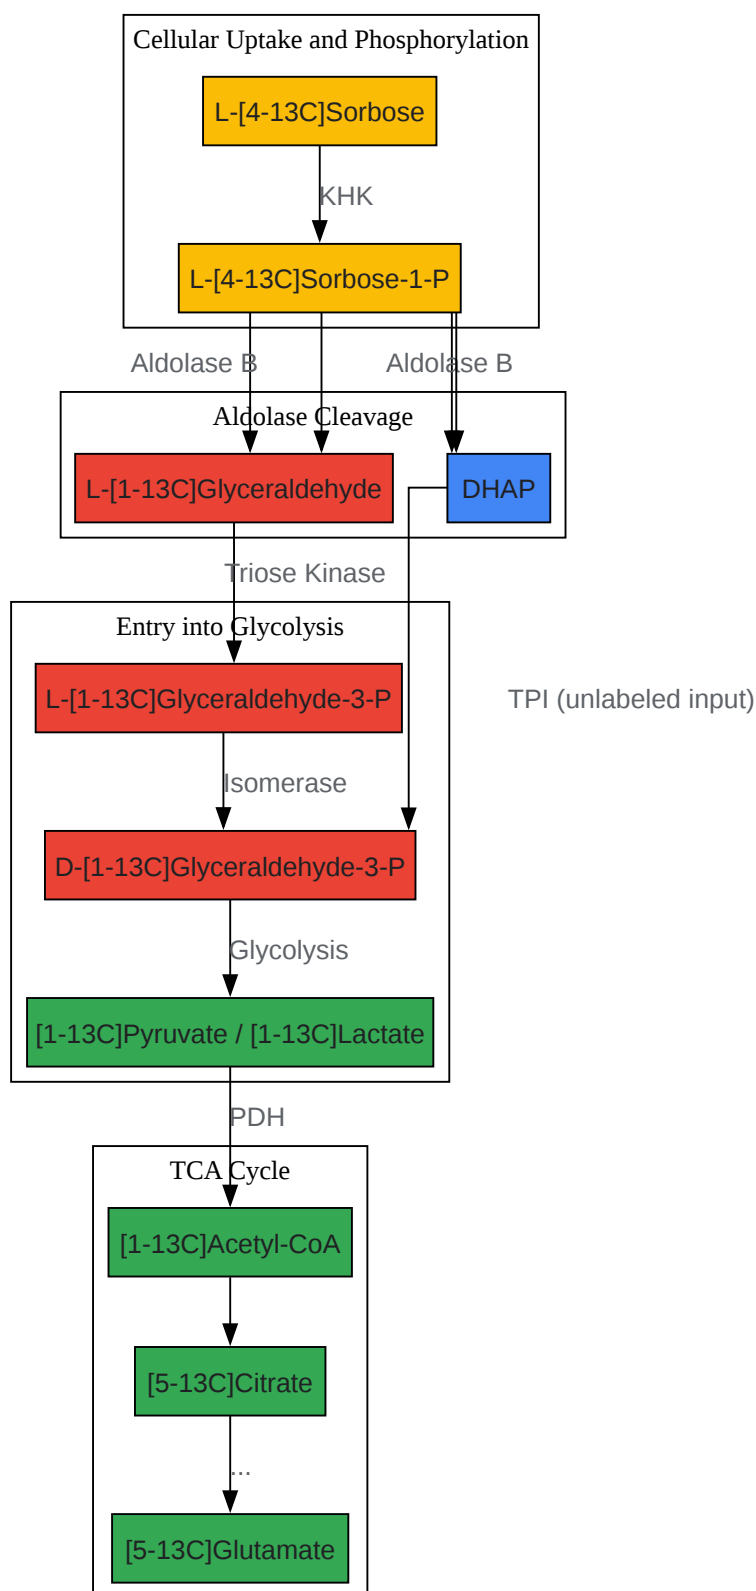 Cellular Uptake and Phosphorylation
L-[4-13C]Sorbose
KHK
L-[4-13C]Sorbose-1-P
Aldolase B
Aldolase B
Aldolase Cleavage
L-[1-13C]Glyceraldehyde
DHAP
Triose Kinase
Entry into Glycolysis
L-[1-13C]Glyceraldehyde-3-P
TPI (unlabeled input)
Isomerase
D-[1-13C]Glyceraldehyde-3-P
Glycolysis
[1-13C]Pyruvate / [1-13C]Lactate
PDH
TCA Cycle
[1-13C]Acetyl-CoA
[5-13C]Citrate
...
[5-13C]Glutamate